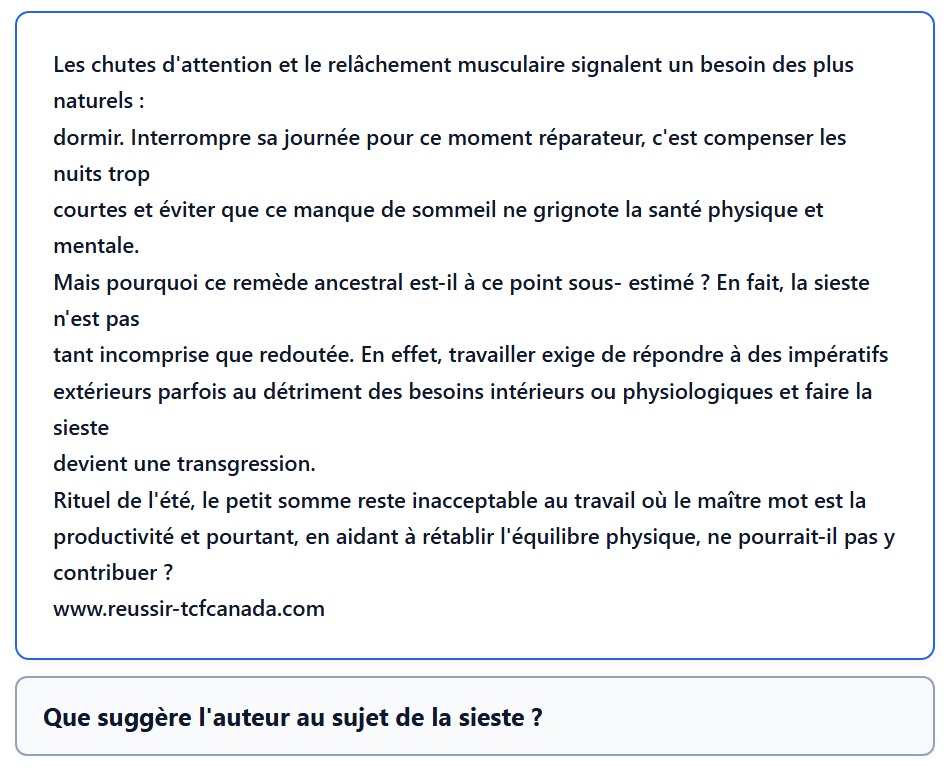 Les chutes d'attention et le relâchement musculaire signalent un besoin des plus
naturels :
dormir. Interrompre sa journée pour ce moment réparateur, c'est compenser les
nuits trop
courtes et éviter que ce manque de sommeil ne grignote la santé physique et
mentale.
Mais pourquoi ce remède ancestral est-il à ce point sous- estimé ? En fait, la sieste
n'est pas
tant incomprise que redoutée. En effet, travailler exige de répondre à des impératifs
extérieurs parfois au détriment des besoins intérieurs ou physiologiques et faire la
sieste
devient une transgression.
Rituel de l'été, le petit somme reste inacceptable au travail où le maître mot est la
productivité et pourtant, en aidant à rétablir l'équilibre physique, ne pourrait-il pas y
contribuer ?
www.reussir-tcfcanada.com
Que suggère l'auteur au sujet de la sieste ?